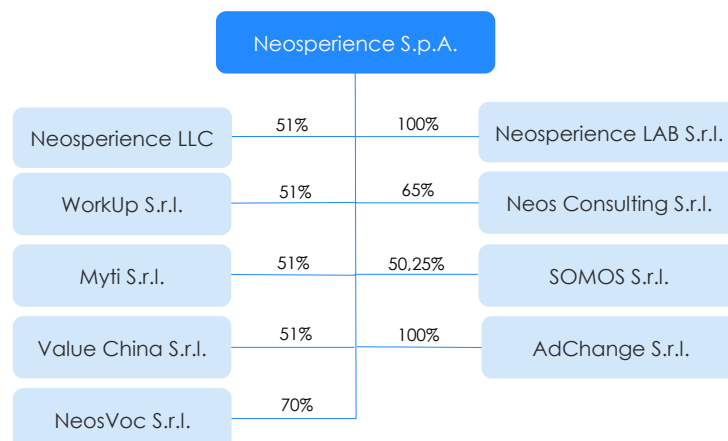 Neosperience S.p.A.
Neosperience LLC
51%
100%
Neosperience LAB S.r.l.
WorkUp S.r.l.
51%
65%
Neos Consulting S.r.l.
Myti S.r.l.
51%
50,25%
SOMOS S.r.l.
Value China S.r.l.
51%
100%
AdChange S.r.l.
NeosVoc S.r.l.
70%